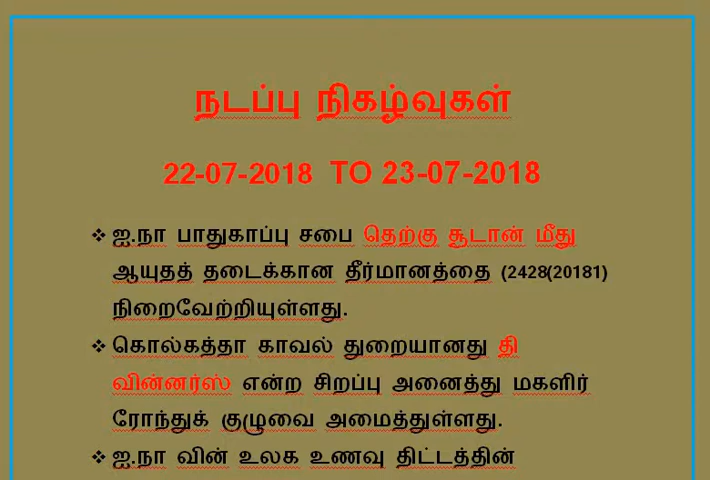 நடப்பு நிகழ்வுகள்
22-07-2018 TO 23-07-2018
❖ ஐ.நா பாதுகாப்பு சபை தெற்கு சூடான் மீது
ஆயுதத் தடைக்கான தீர்மானத்தை (2428(20181)
நிறைவேற்றியுள்ளது.
❖ கொல்கத்தா காவல் துறையானது தி
வின்னர்ஸ் என்ற சிறப்பு அனைத்து மகளிர்
ரோந்துக் குழுவை அமைத்துள்ளது.
❖ ஐ.நா வின் உலக உணவு திட்டத்தின்